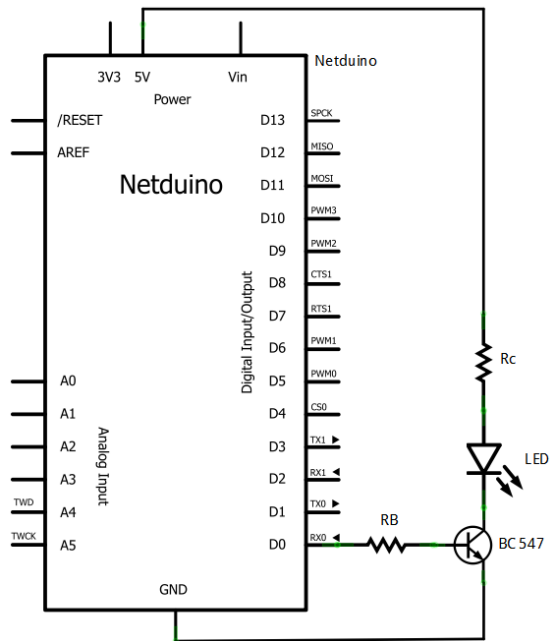 Netduino
3V3 5V Vin
Power
/RESET
AREF
Netduino
D13 SPCK
D12 MISO
D11 MOSI
D10 PWM3
D9 PWM2
D8 CTS1
D7 RTS1
D6 PWM1
D5 PWM0
D4 CS0
D3 TX1
D2 RX1
D1 TX0
D0 RX0
Digital Input/Output
A0
A1
A2
A3
TWD A4
TWCK A5
Analog Input
GND
Rc
LED
RB
BC 547